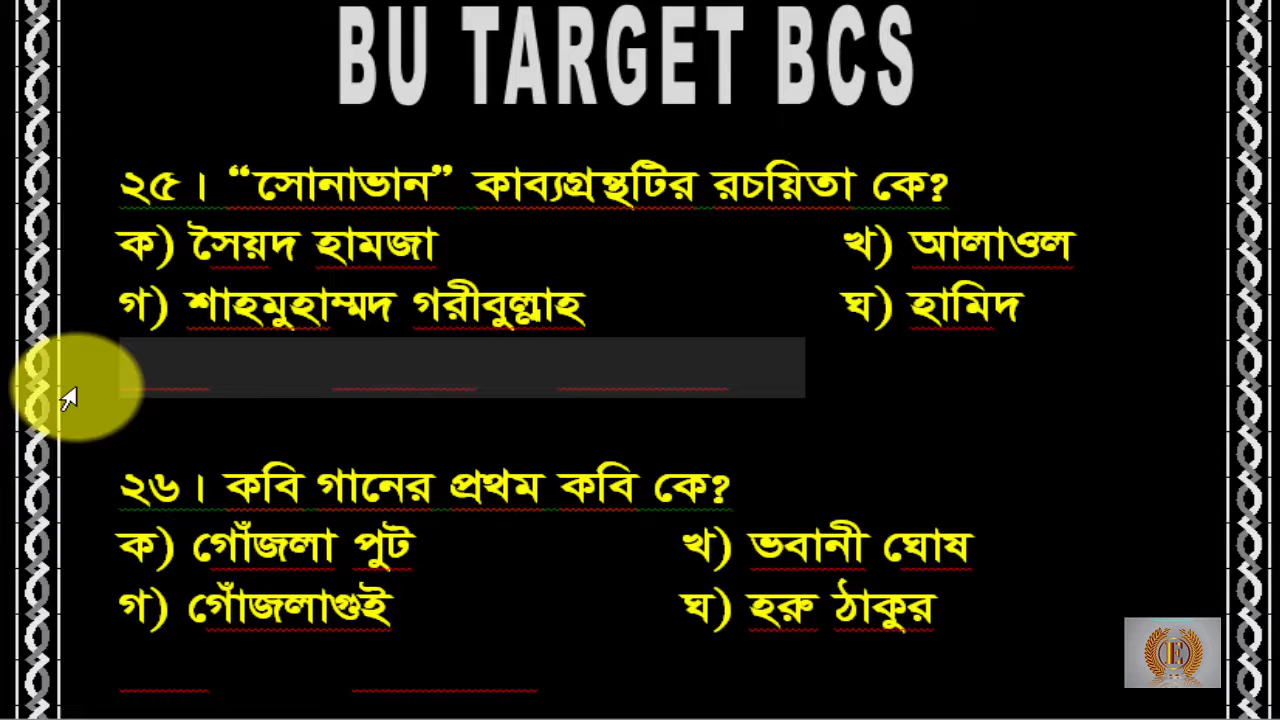 BU TARGET BCS
২৫। “সোনাভান” কাব্যগ্রন্থটির রচয়িতা কে?
ক) সৈয়দ হামজা খ) আলাওল
গ) শাহমুহাম্মদ গরীবুল্লাহ ঘ) হামিদ
২৬। কবি গানের প্রথম কবি কে?
ক) গোঁজলা পুট খ) ভবানী ঘোষ
গ) গোঁজলাগুই ঘ) হরু ঠাকুর
E